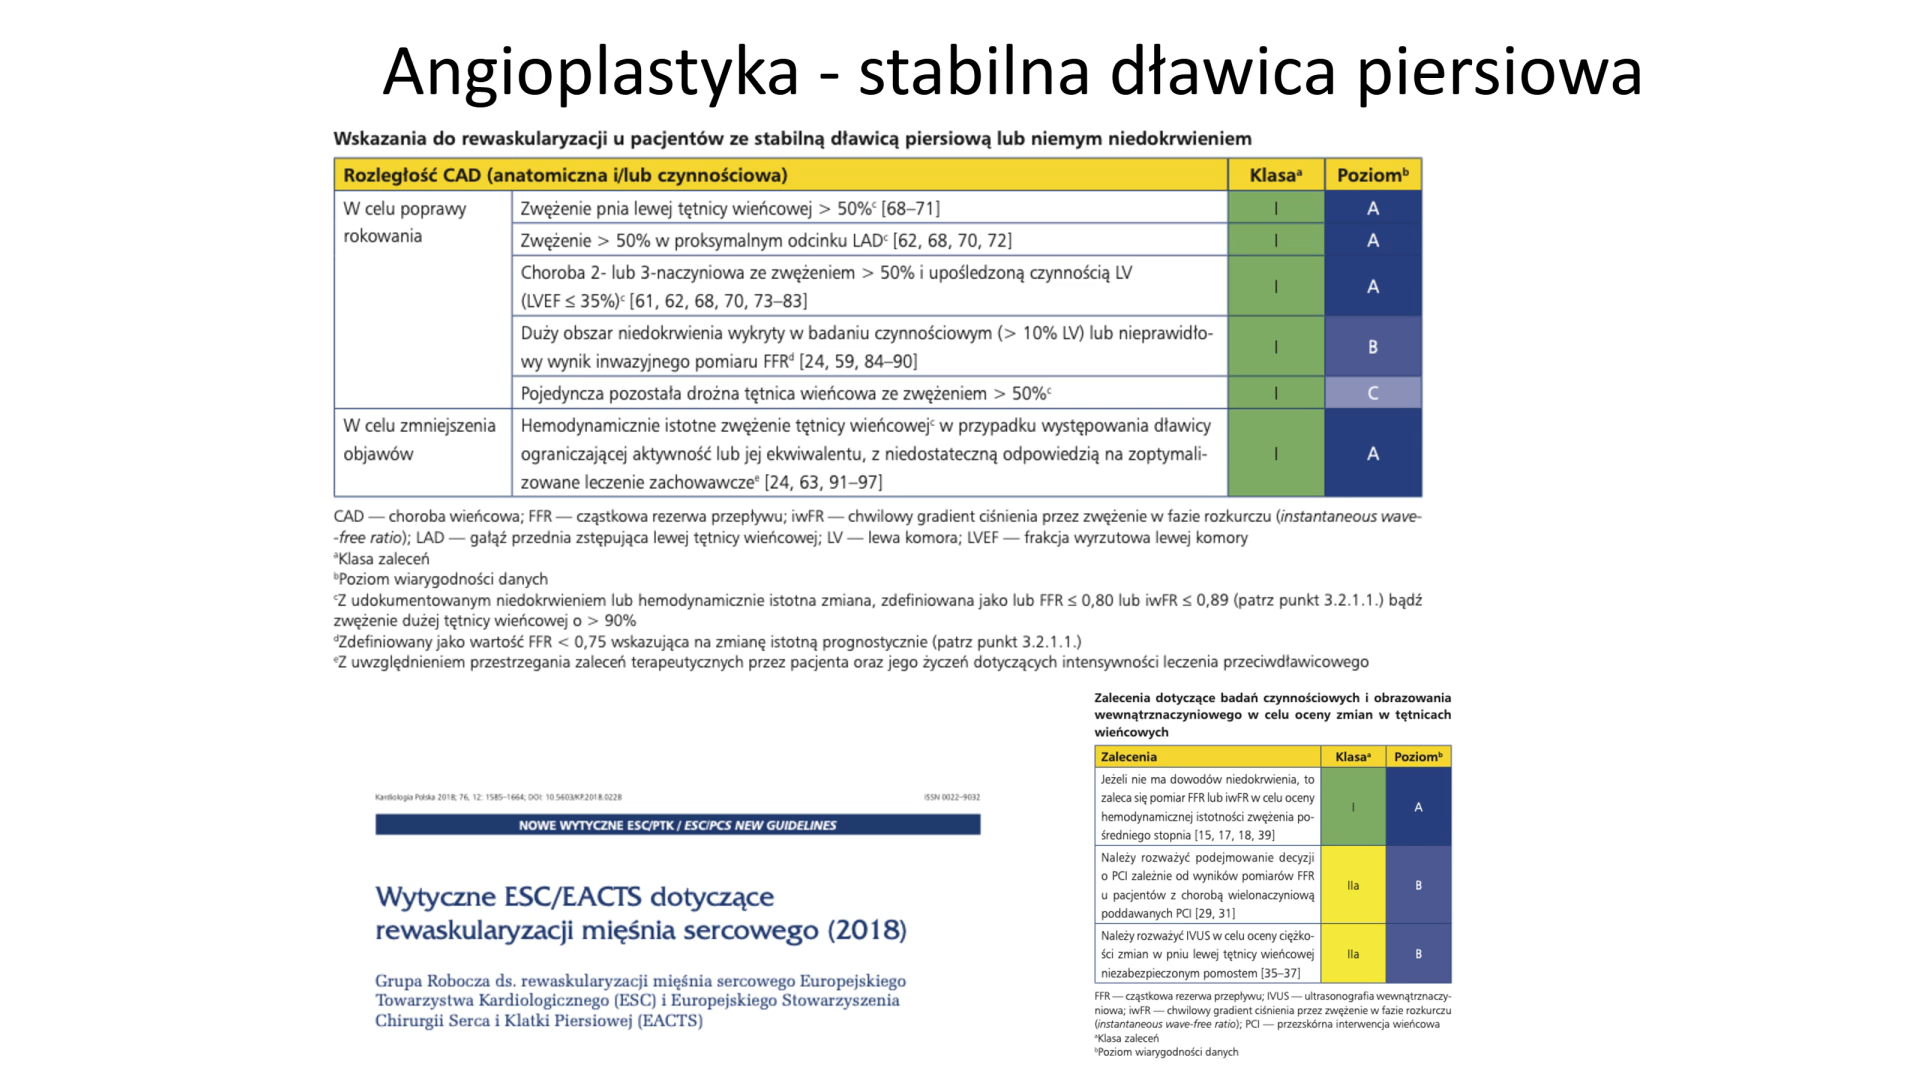 Angioplastyka - stabilna dławica piersiowa
Wskazania do rewaskularyzacji u pacjentów ze stabilną dławicą piersiową lub niemym niedokrwieniem
Rozległość CAD (anatomiczna i/lub czynnościowa) Klasaᵃ Poziomᵇ
W celu poprawy
rokowania
Zwężenie pnia lewej tętnicy wieńcowej > 50%ᶜ [68–71] I A
Zwężenie > 50% w proksymalnym odcinku LADᶜ [62, 68, 70, 72] I A
Choroba 2- lub 3-naczyniowa ze zwężeniem > 50% i upośledzoną czynnością LV
(LVEF ≤ 35%)ᶜ [61, 62, 68, 70, 73–83] I A
Duży obszar niedokrwienia wykryty w badaniu czynnościowym (> 10% LV) lub nieprawidło-
wy wynik inwazyjnego pomiaru FFRᵈ [24, 59, 84–90] I B
Pojedyncza pozostała drożna tętnica wieńcowa ze zwężeniem > 50%ᶜ I C
W celu zmniejszenia
objawów
Hemodynamicznie istotne zwężenie tętnicy wieńcowejᶜ w przypadku występowania dławicy
ograniczającej aktywność lub jej ekwiwalentu, z niedostateczną odpowiedzią na zoptymali-
zowane leczenie zachowawczeᵉ [24, 63, 91–97] I A
CAD — choroba wieńcowa; FFR — cząstkowa rezerwa przepływu; iwFR — chwilowy gradient ciśnienia przez zwężenie w fazie rozkurczu (instantaneous wave-
-free ratio); LAD — gałąź przednia zstępująca lewej tętnicy wieńcowej; LV — lewa komora; LVEF — frakcja wyrzutowa lewej komory
ᵃKlasa zaleceń
ᵇPoziom wiarygodności danych
ᶜZ udokumentowanym niedokrwieniem lub hemodynamicznie istotna zmiana, zdefiniowana jako lub FFR ≤ 0,80 lub iwFR ≤ 0,89 (patrz punkt 3.2.1.1.) bądź
zwężenie dużej tętnicy wieńcowej o > 90%
ᵈZdefiniowany jako wartość FFR < 0,75 wskazująca na zmianę istotną prognostycznie (patrz punkt 3.2.1.1.)
ᵉZ uwzględnieniem przestrzegania zaleceń terapeutycznych przez pacjenta oraz jego życzeń dotyczących intensywności leczenia przeciwdławicowego
Kardiologia Polska 2018; 76, 12: 1585–1664; DOI: 10.5603/KP.2018.0228 ISSN 0022–9032
NOWE WYTYCZNE ESC/PTK / ESC/PCS NEW GUIDELINES
Wytyczne ESC/EACTS dotyczące
rewaskularyzacji mięśnia sercowego (2018)
Grupa Robocza ds. rewaskularyzacji mięśnia sercowego Europejskiego
Towarzystwa Kardiologicznego (ESC) i Europejskiego Stowarzyszenia
Chirurgii Serca i Klatki Piersiowej (EACTS)
Zalecenia dotyczące badań czynnościowych i obrazowania
wewnątrznaczyniowego w celu oceny zmian w tętnicach
wieńcowych
Zalecenia Klasaᵃ Poziomᵇ
Jeżeli nie ma dowodów niedokrwienia, to
zaleca się pomiar FFR lub iwFR w celu oceny
hemodynamicznej istotności zwężenia po-
średniego stopnia [15, 17, 18, 39] I A
Należy rozważyć podejmowanie decyzji
o PCI zależnie od wyników pomiarów FFR
u pacjentów z chorobą wielonaczyniową
poddawanych PCI [29, 31] IIa B
Należy rozważyć IVUS w celu oceny ciężko-
ści zmian w pniu lewej tętnicy wieńcowej
niezabezpieczonym pomostem [35–37] IIa B
FFR — cząstkowa rezerwa przepływu; IVUS — ultrasonografia wewnątrznaczy-
niowa; iwFR — chwilowy gradient ciśnienia przez zwężenie w fazie rozkurczu
(instantaneous wave-free ratio); PCI — przezskórna interwencja wieńcowa
ᵃKlasa zaleceń
ᵇPoziom wiarygodności danych